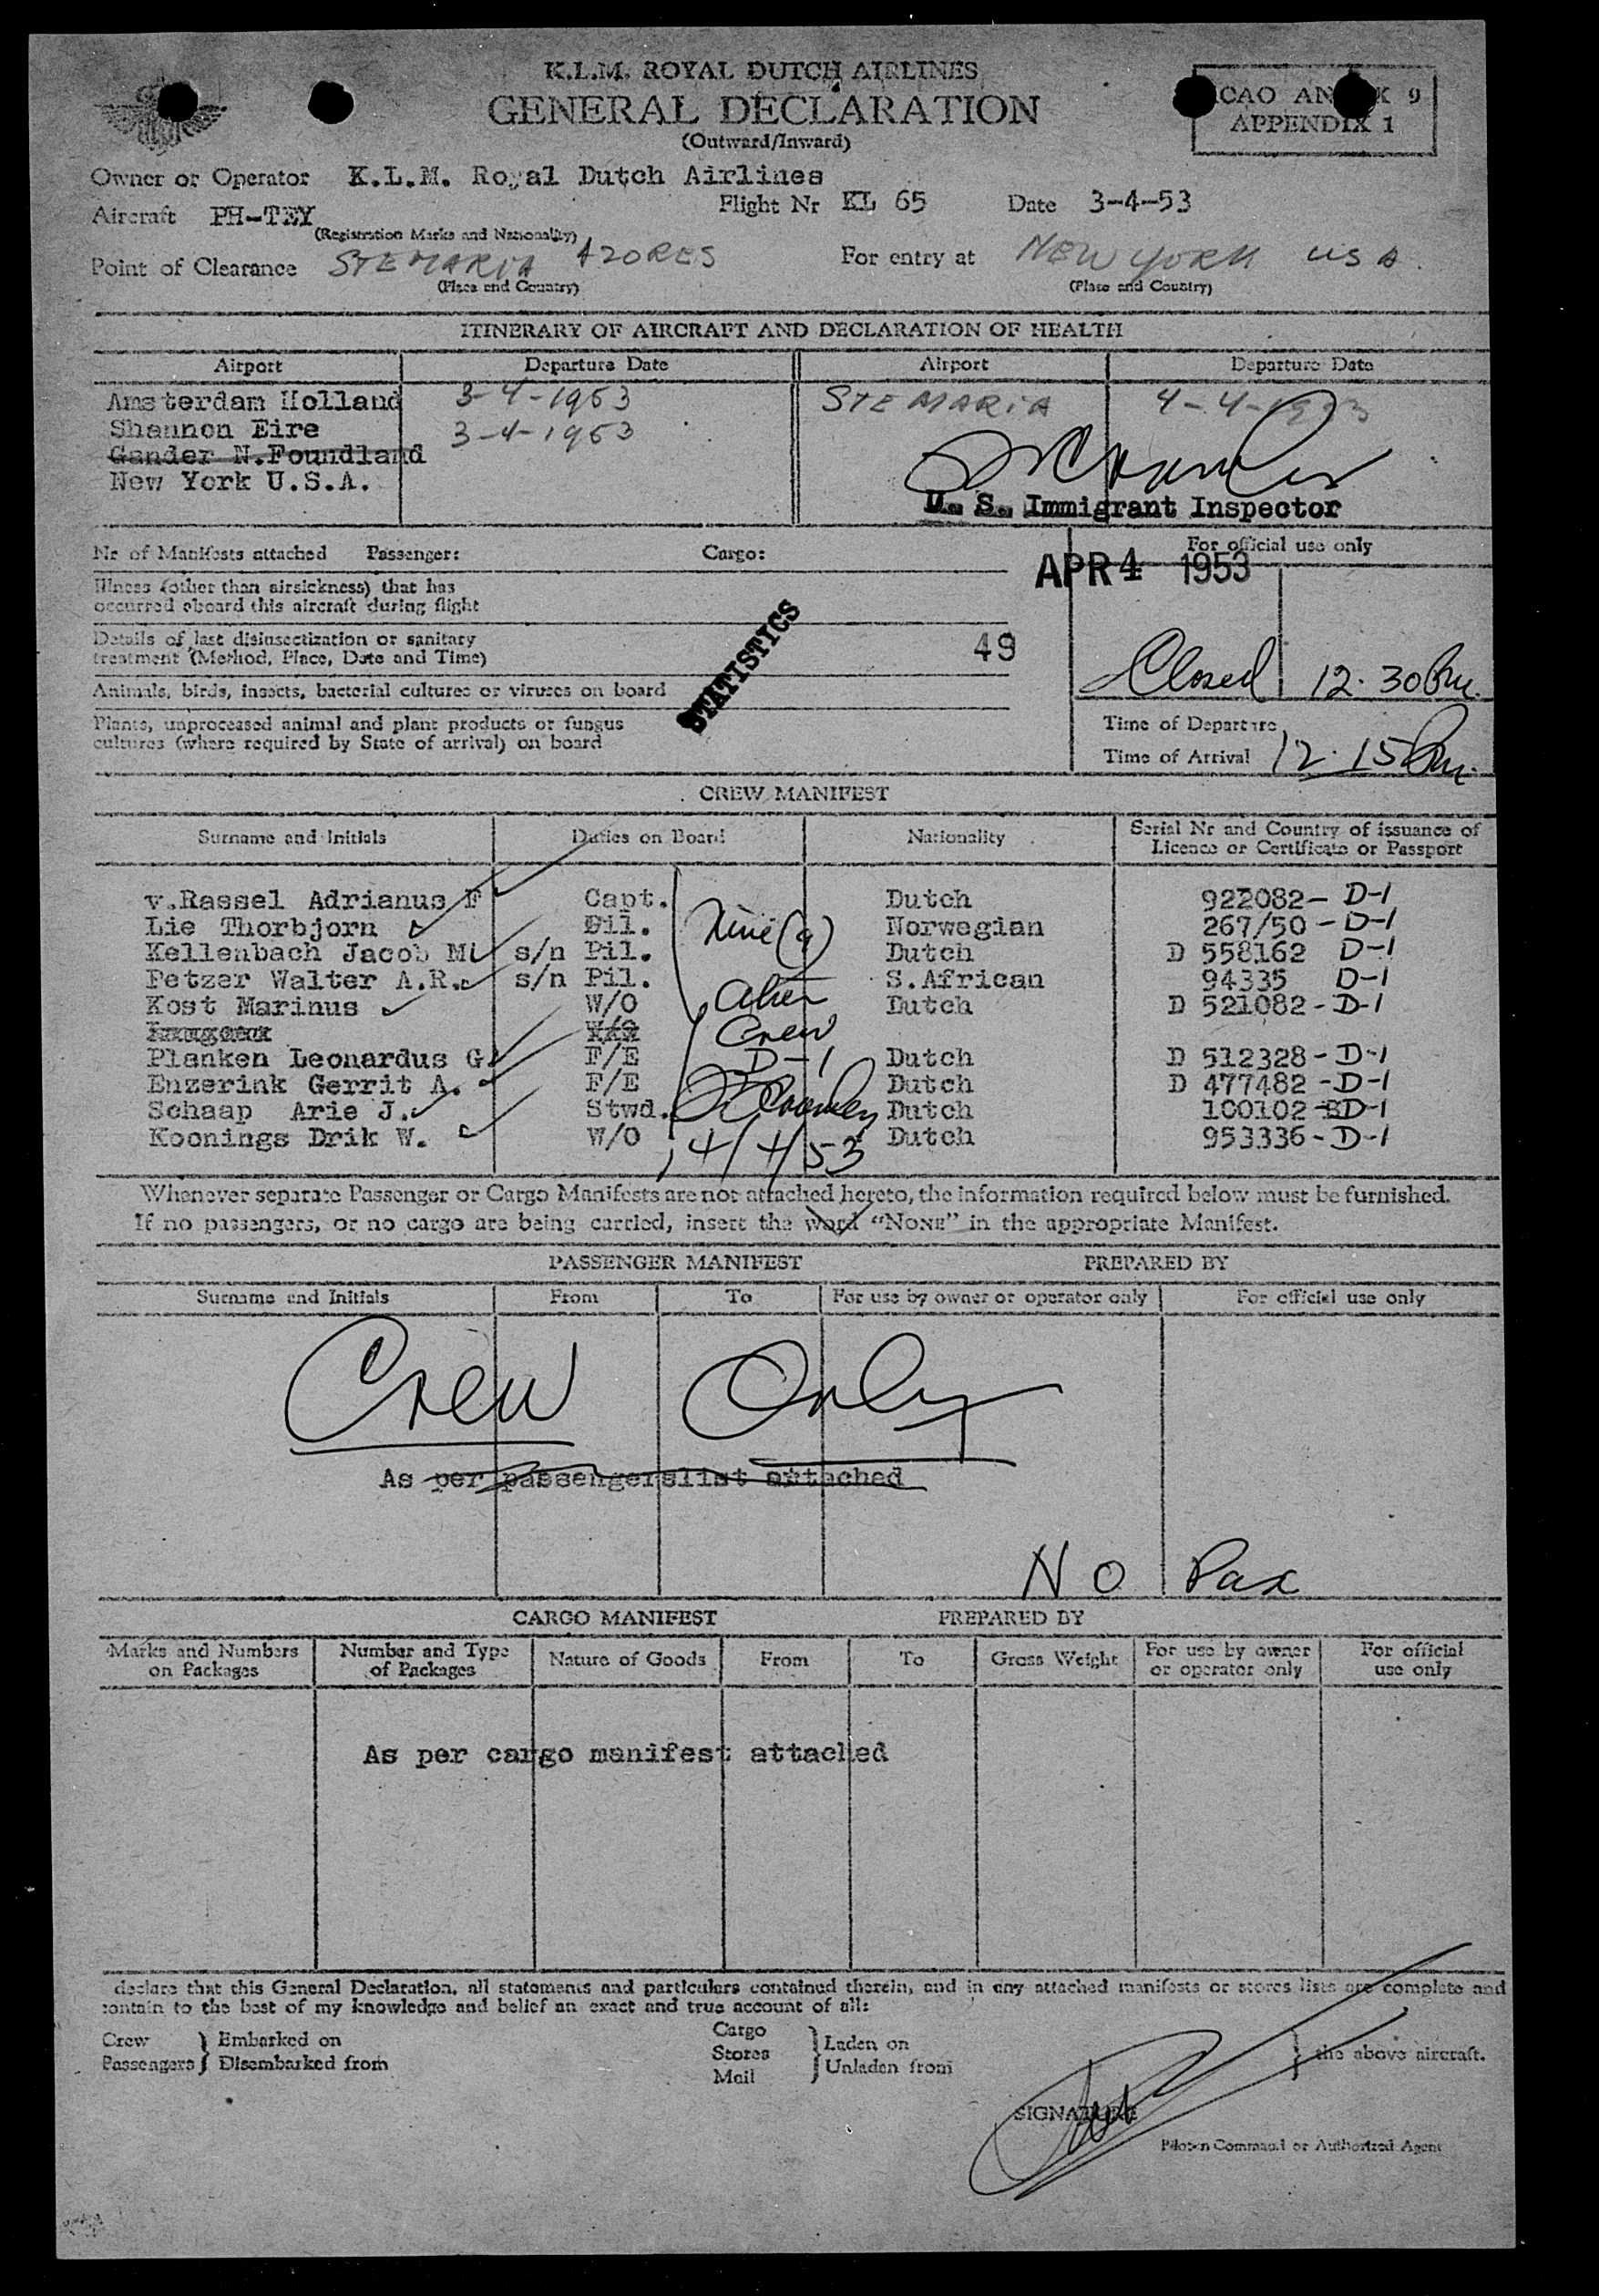 K.L.M. ROYAL DUTCH AIRLINES
GENERAL DECLARATION
(Outward/Inward)
CAO AN K 9
APPENDIX 1
Owner or Operator K.L.M. Royal Dutch Airlines
Aircraft PH-TEY
(Registration Marks and Nationality)
Flight Nr KL 65 Date 3-4-53
Point of Clearance STE MARIA AZORES
(Place and Country)
For entry at NEW YORK USA.
(Place and Country)
ITINERARY OF AIRCRAFT AND DECLARATION OF HEALTH
Airport Departure Date Airport Departure Date
Amsterdam Holland 3-4-1953 STE MARIA 4-4-1953
Shannon Eire 3-4-1953
Gander N.Foundland
New York U.S.A.
U. S. Immigrant Inspector
Nr of Manifests attached Passenger: Cargo:
For official use only
APR 4 1953
Illness (other than airsickness) that has
occurred aboard this aircraft during flight
Details of last disinsectization or sanitary
treatment (Method, Place, Date and Time)
49
STATISTICS
Closed 12.30 Pm.
Animals, birds, insects, bacterial cultures or viruses on board
Plants, unprocessed animal and plant products or fungus
cultures (where required by State of arrival) on board
Time of Departure
Time of Arrival 12.15 Pm.
CREW MANIFEST
Surname and Initials Duties on Board Nationality Serial Nr and Country of issuance of
Licence or Certificate or Passport
v.Rassel Adrianus F Capt. Dutch 922082- D-1
Lie Thorbjorn Pil. Norwegian 267/50 - D-1
Kellenbach Jacob M s/n Pil. Dutch D 558162 D-1
Petzer Walter A.R. s/n Pil. S.African 94335 D-1
Kost Marinus W/O Dutch D 521082 - D-1
Planken Leonardus G. F/E Dutch D 512328 - D-1
Enzerink Gerrit A. F/E Dutch D 477482 - D-1
Schaap Arie J. Stwd. Dutch 100102 - D-1
Koonings Drik W. W/O Dutch 953336 - D-1
Nine (9)
Alien
Crew
D-1
4/4/53
Whenever separate Passenger or Cargo Manifests are not attached hereto, the information required below must be furnished.
If no passengers, or no cargo are being carried, insert the word "NONE" in the appropriate Manifest.
PASSENGER MANIFEST PREPARED BY
Surname and Initials From To For use by owner or operator only For official use only
Crew Only
As per passengerslist attached
NO Pax
CARGO MANIFEST PREPARED BY
Marks and Numbers
on Packages
Number and Type
of Packages
Nature of Goods
From
To
Gross Weight
For use by owner
or operator only
For official
use only
As per cargo manifest attached
declare that this General Declaration, all statements and particulars contained therein, and in any attached manifests or stores lists are complete and
contain to the best of my knowledge and belief an exact and true account of all:
Crew
Passengers
Embarked on
Disembarked from
Cargo
Stores
Mail
Laden on
Unladen from
the above aircraft.
SIGNATURE
Pilot in Command or Authorized Agent